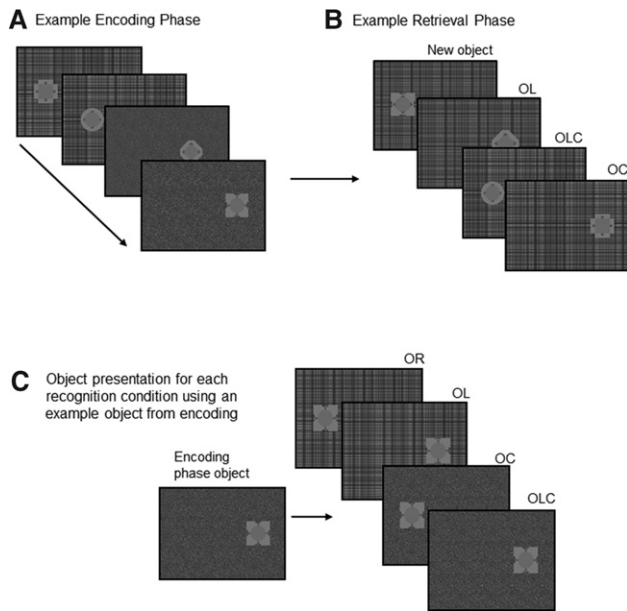 A Example Encoding Phase
B Example Retrieval Phase
New object
OL
OLC
OC
C Object presentation for each
recognition condition using an
example object from encoding
Encoding
phase object
OR
OL
OC
OLC